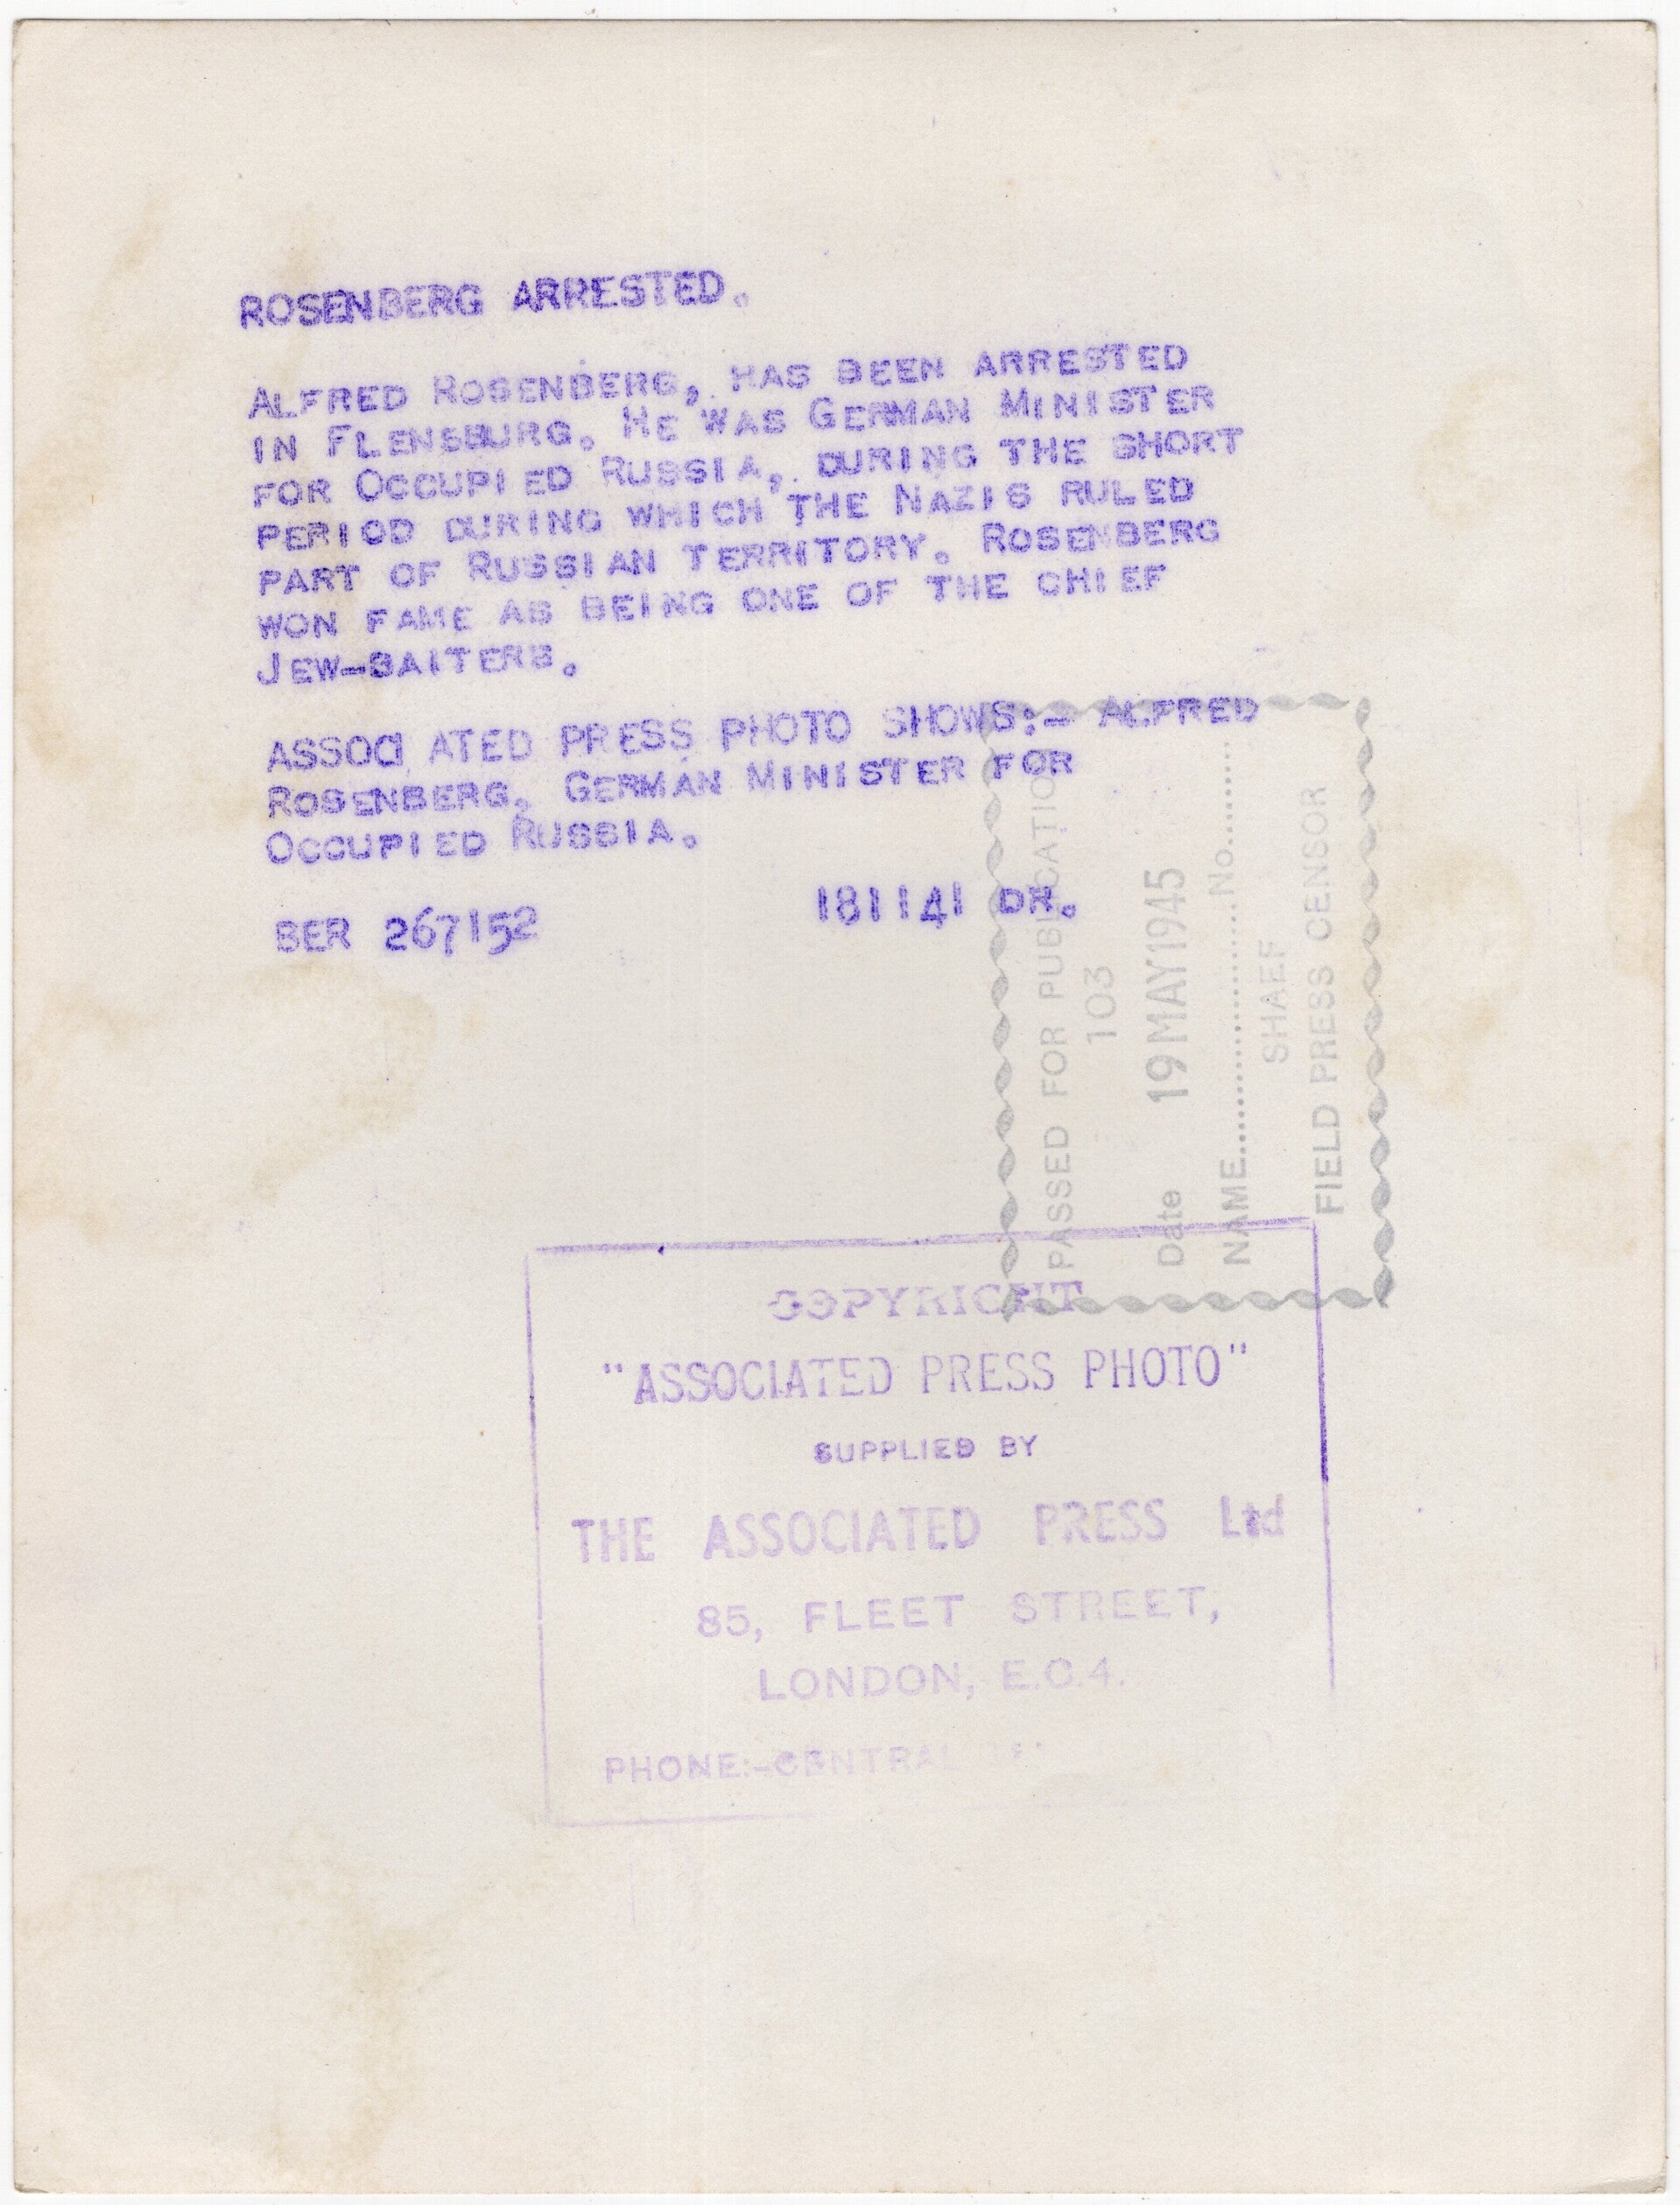 ROSENBERG ARRESTED.
ALFRED ROSENBERG, HAS BEEN ARRESTED
IN FLENSBURG. HE WAS GERMAN MINISTER
FOR OCCUPIED RUSSIA, DURING THE SHORT
PERIOD DURING WHICH THE NAZIS RULED
PART OF RUSSIAN TERRITORY. ROSENBERG
WON FAME AS BEING ONE OF THE CHIEF
JEW-BAITERS.
ASSOCIATED PRESS PHOTO SHOWS:- ALFRED
ROSENBERG, GERMAN MINISTER FOR
OCCUPIED RUSSIA.
BER 267152 181141 DR.
PASSED FOR PUBLICATION
103
Date 19 MAY 1945
NAME..............................No............
SHAEF
FIELD PRESS CENSOR
COPYRIGHT
"ASSOCIATED PRESS PHOTO"
SUPPLIED BY
THE ASSOCIATED PRESS Ltd
85, FLEET STREET,
LONDON, E.C.4.
PHONE:-CENTRAL